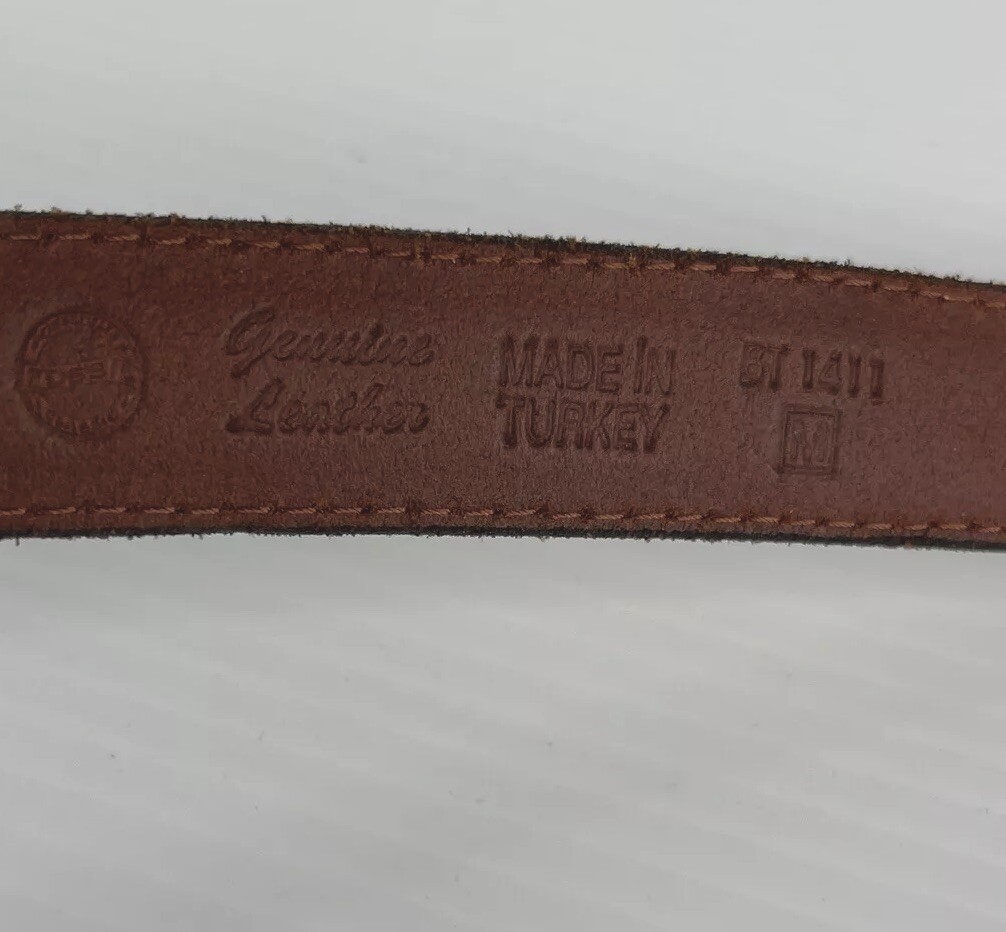 Genuine
Leather
MADE IN
TURKEY
BT 1411
M